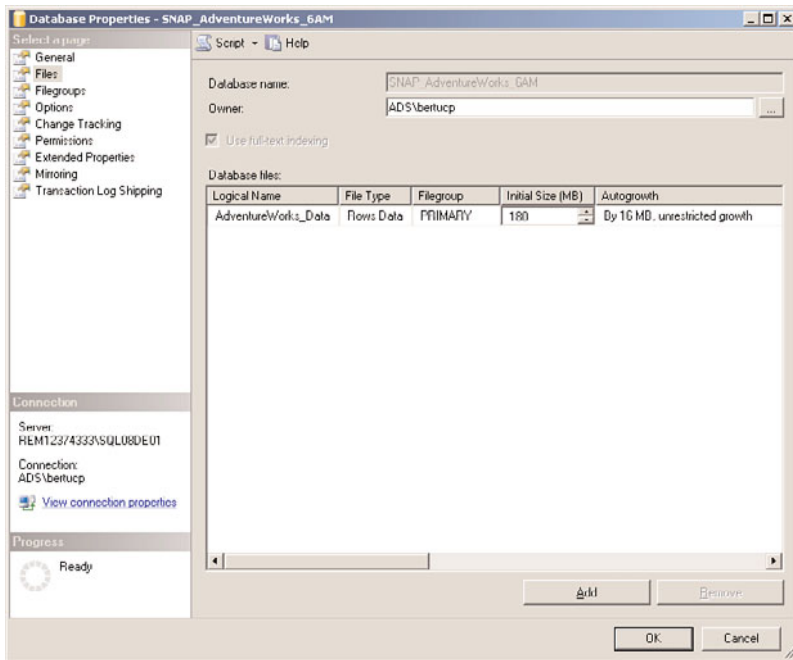 Database Properties - SNAP_AdventureWorks_6AM
Select a page
General
Files
Filegroups
Options
Change Tracking
Permissions
Extended Properties
Mirroring
Transaction Log Shipping
Connection
Server:
REM12374333\SQL08DE01
Connection:
ADS\bertucp
View connection properties
Progress
Ready
Script Help
Database name: SNAP_AdventureWorks_6AM
Owner: ADS\bertucp ...
Use full-text indexing
Database files:
Logical Name File Type Filegroup Initial Size (MB) Autogrowth
AdventureWorks_Data Rows Data PRIMARY 180 By 16 MB, unrestricted growth
Add Remove
OK Cancel